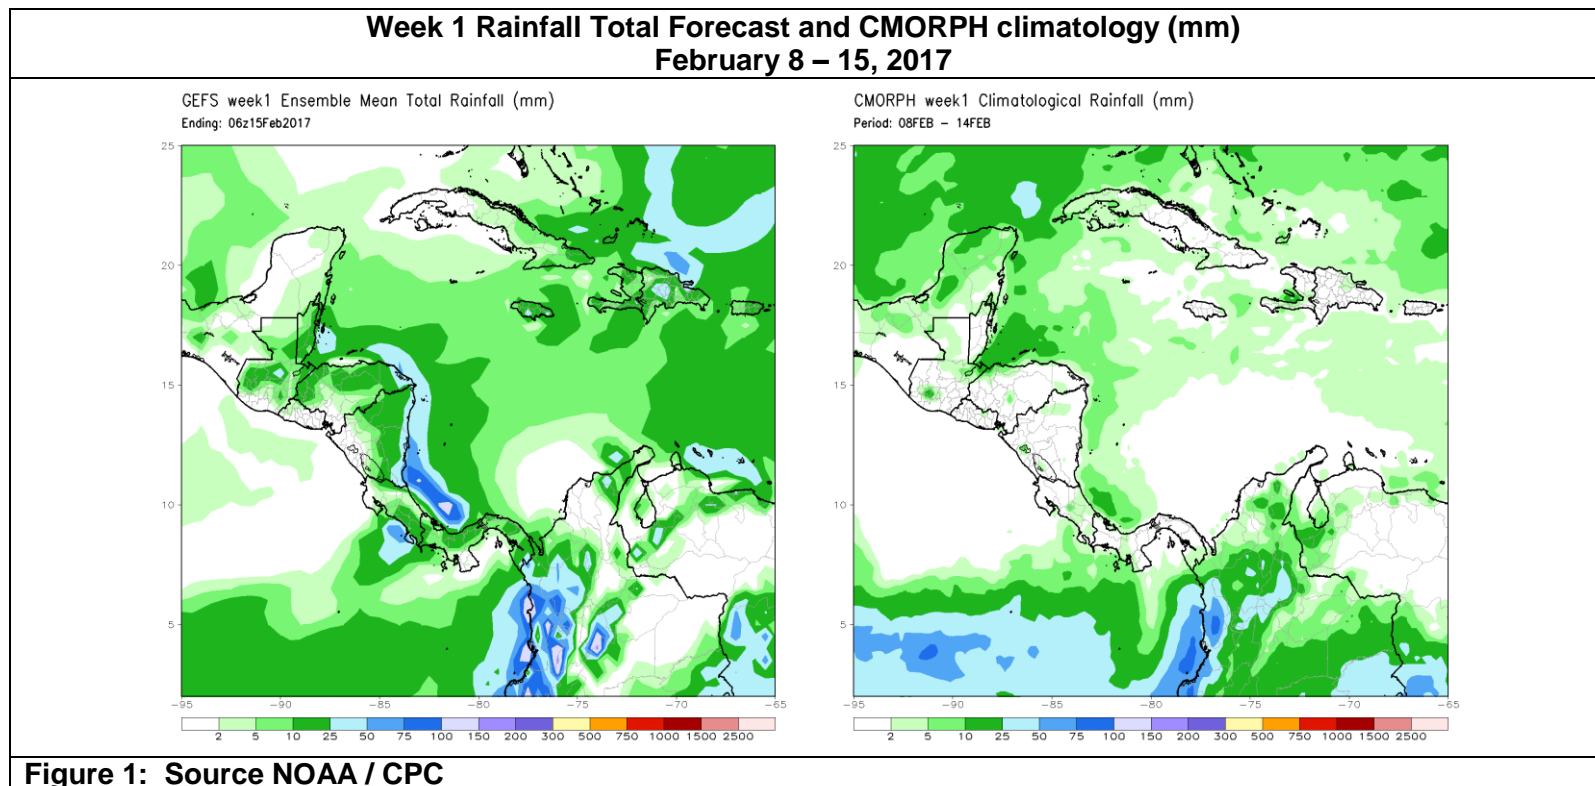 Week 1 Rainfall Total Forecast and CMORPH climatology (mm)
February 8 – 15, 2017
GEFS week1 Ensemble Mean Total Rainfall (mm)
Ending: 06z15Feb2017
25
20
15
10
5
-95 -90 -85 -80 -75 -70 -65
2 5 10 25 50 75 100 150 200 300 500 750 1000 1500 2500
CMORPH week1 Climatological Rainfall (mm)
Period: 08FEB - 14FEB
25
20
15
10
5
-95 -90 -85 -80 -75 -70 -65
2 5 10 25 50 75 100 150 200 300 500 750 1000 1500 2500
Figure 1: Source NOAA / CPC